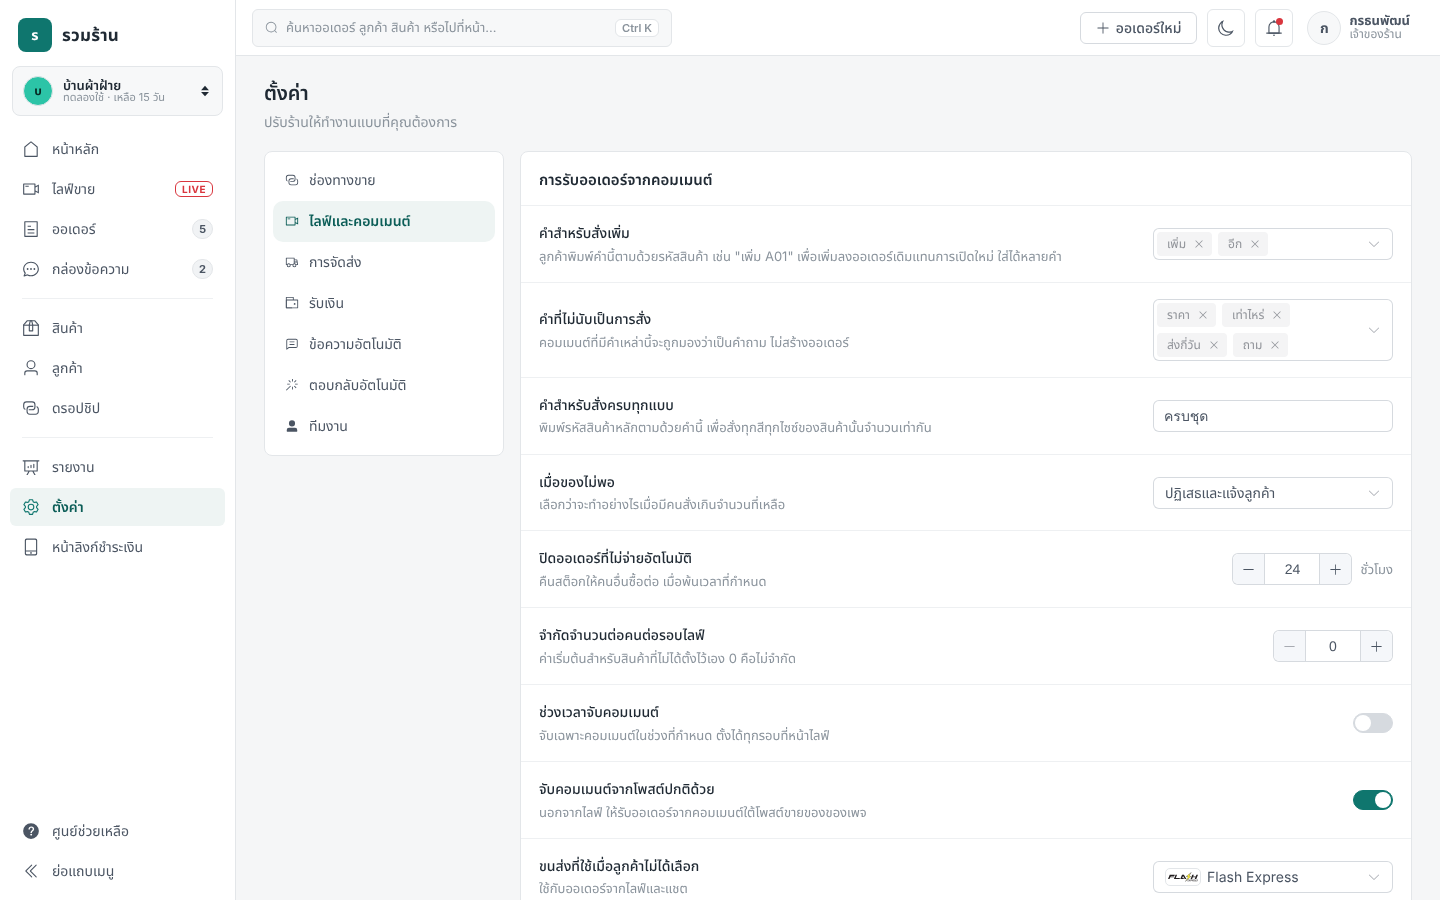 ร
รวมร้าน
ค้นหาออเดอร์ ลูกค้า สินค้า หรือไปที่หน้า...
Ctrl K
ออเดอร์ใหม่
ก
กรธนพัฒน์
เจ้าของร้าน
บ
บ้านผ้าฝ้าย
ทดลองใช้ · เหลือ 15 วัน
หน้าหลัก
ไลฟ์ขาย
LIVE
ออเดอร์
5
กล่องข้อความ
2
สินค้า
ลูกค้า
ดรอปชิป
รายงาน
ตั้งค่า
หน้าลิงก์ชำระเงิน
ศูนย์ช่วยเหลือ
ย่อแถบเมนู
ตั้งค่า
ปรับร้านให้ทำงานแบบที่คุณต้องการ
ช่องทางขาย
ไลฟ์และคอมเมนต์
การจัดส่ง
รับเงิน
ข้อความอัตโนมัติ
ตอบกลับอัตโนมัติ
ทีมงาน
การรับออเดอร์จากคอมเมนต์
คำสำหรับสั่งเพิ่ม
ลูกค้าพิมพ์คำนี้ตามด้วยรหัสสินค้า เช่น "เพิ่ม A01" เพื่อเพิ่มลงออเดอร์เดิมแทนการเปิดใหม่ ใส่ได้หลายคำ
เพิ่ม
อีก
คำที่ไม่นับเป็นการสั่ง
คอมเมนต์ที่มีคำเหล่านี้จะถูกมองว่าเป็นคำถาม ไม่สร้างออเดอร์
ราคา
เท่าไหร่
ส่งกี่วัน
ถาม
คำสำหรับสั่งครบทุกแบบ
พิมพ์รหัสสินค้าหลักตามด้วยคำนี้ เพื่อสั่งทุกสีทุกไซซ์ของสินค้านั้นจำนวนเท่ากัน
ครบชุด
เมื่อของไม่พอ
เลือกว่าจะทำอย่างไรเมื่อมีคนสั่งเกินจำนวนที่เหลือ
ปฏิเสธและแจ้งลูกค้า
ปิดออเดอร์ที่ไม่จ่ายอัตโนมัติ
คืนสต็อกให้คนอื่นซื้อต่อ เมื่อพ้นเวลาที่กำหนด
24
ชั่วโมง
จำกัดจำนวนต่อคนต่อรอบไลฟ์
ค่าเริ่มต้นสำหรับสินค้าที่ไม่ได้ตั้งไว้เอง 0 คือไม่จำกัด
0
ช่วงเวลาจับคอมเมนต์
จับเฉพาะคอมเมนต์ในช่วงที่กำหนด ตั้งได้ทุกรอบที่หน้าไลฟ์
จับคอมเมนต์จากโพสต์ปกติด้วย
นอกจากไลฟ์ ให้รับออเดอร์จากคอมเมนต์ใต้โพสต์ขายของของเพจ
ขนส่งที่ใช้เมื่อลูกค้าไม่ได้เลือก
ใช้กับออเดอร์จากไลฟ์และแชต
FLASH
Flash Express